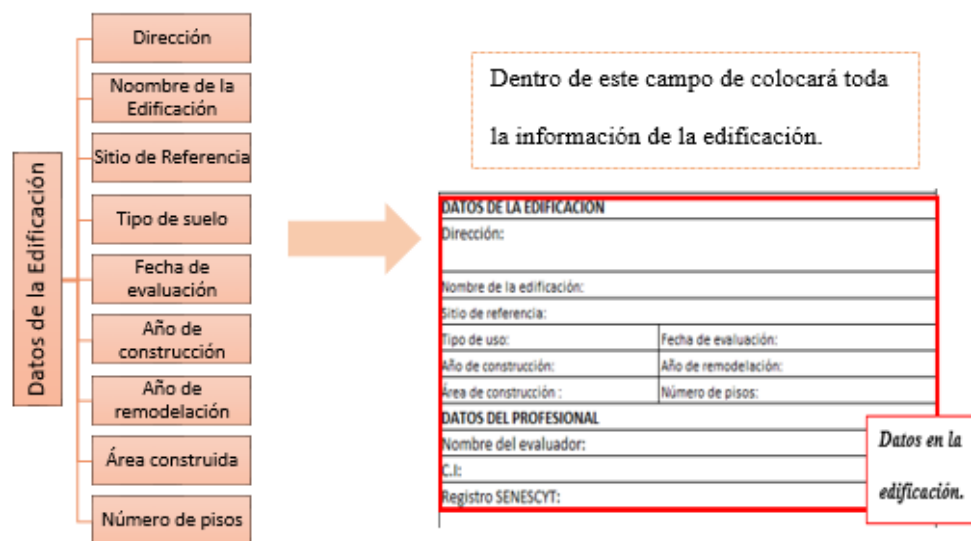 Datos de la Edificación
Dirección
Noombre de la
Edificación
Sitio de Referencia
Tipo de suelo
Fecha de
evaluación
Año de
construcción
Año de
remodelación
Área construida
Número de pisos
Dentro de este campo de colocará toda
la información de la edificación.
DATOS DE LA EDIFICACION
Dirección:
Nombre de la edificación:
Sitio de referencia:
Tipo de uso: Fecha de evaluación:
Año de construcción: Año de remodelación:
Área de construcción : Número de pisos:
DATOS DEL PROFESIONAL
Nombre del evaluador:
C.I:
Registro SENESCYT:
Datos en la
edificación.